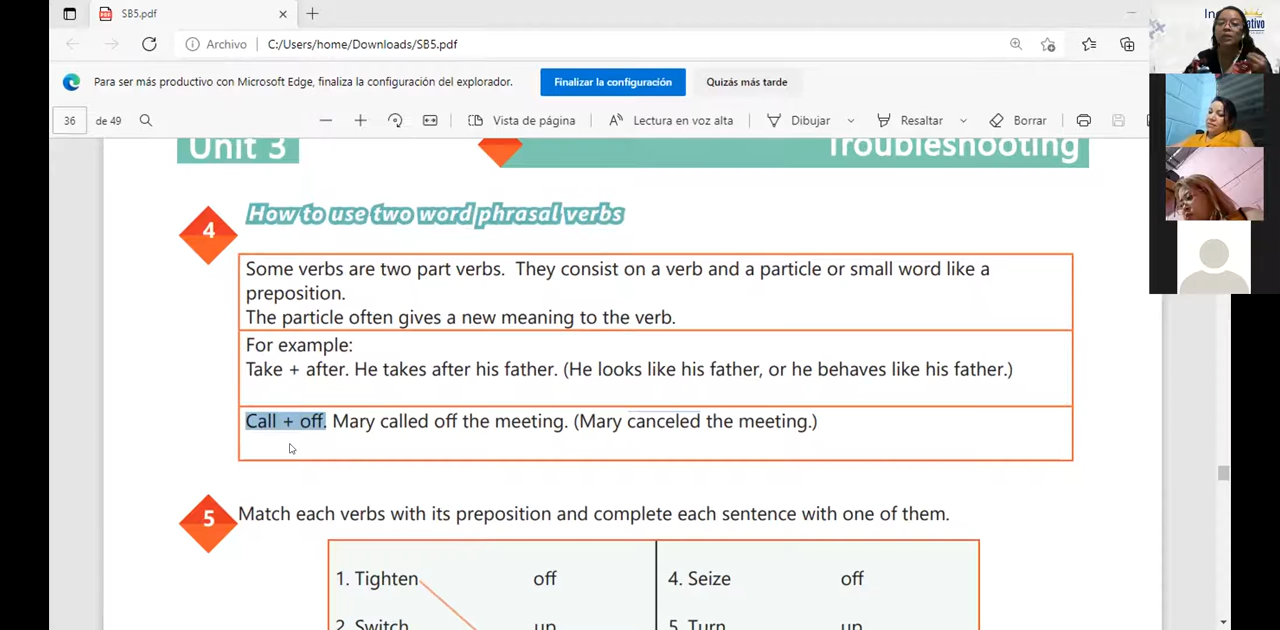 SB5.pdf
Archivo C:/Users/home/Downloads/SB5.pdf
Para ser más productivo con Microsoft Edge, finaliza la configuración del explorador. Finalizar la configuración Quizás más tarde
36 de 49 Vista de página Lectura en voz alta Dibujar Resaltar Borrar
Unit 3 Troubleshooting
4 How to use two word phrasal verbs
Some verbs are two part verbs. They consist on a verb and a particle or small word like a
preposition.
The particle often gives a new meaning to the verb.
For example:
Take + after. He takes after his father. (He looks like his father, or he behaves like his father.)
Call + off. Mary called off the meeting. (Mary canceled the meeting.)
5 Match each verbs with its preposition and complete each sentence with one of them.
1. Tighten off 4. Seize off
2. Switch up 5. Turn up